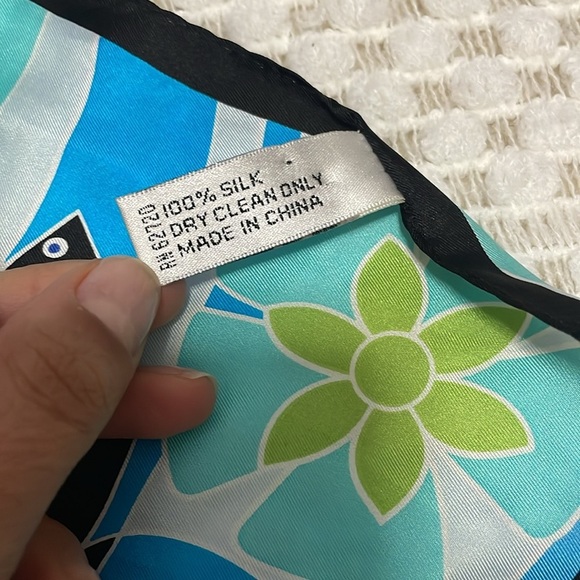 RN 62720
100% SILK
DRY CLEAN ONLY
MADE IN CHINA